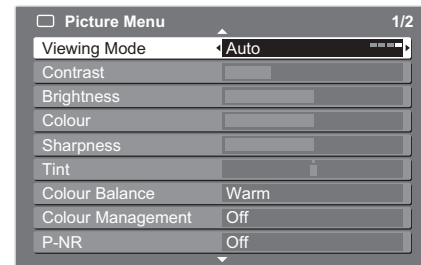 Picture Menu 1/2
Viewing Mode Auto
Contrast
Brightness
Colour
Sharpness
Tint
Colour Balance Warm
Colour Management Off
P-NR Off